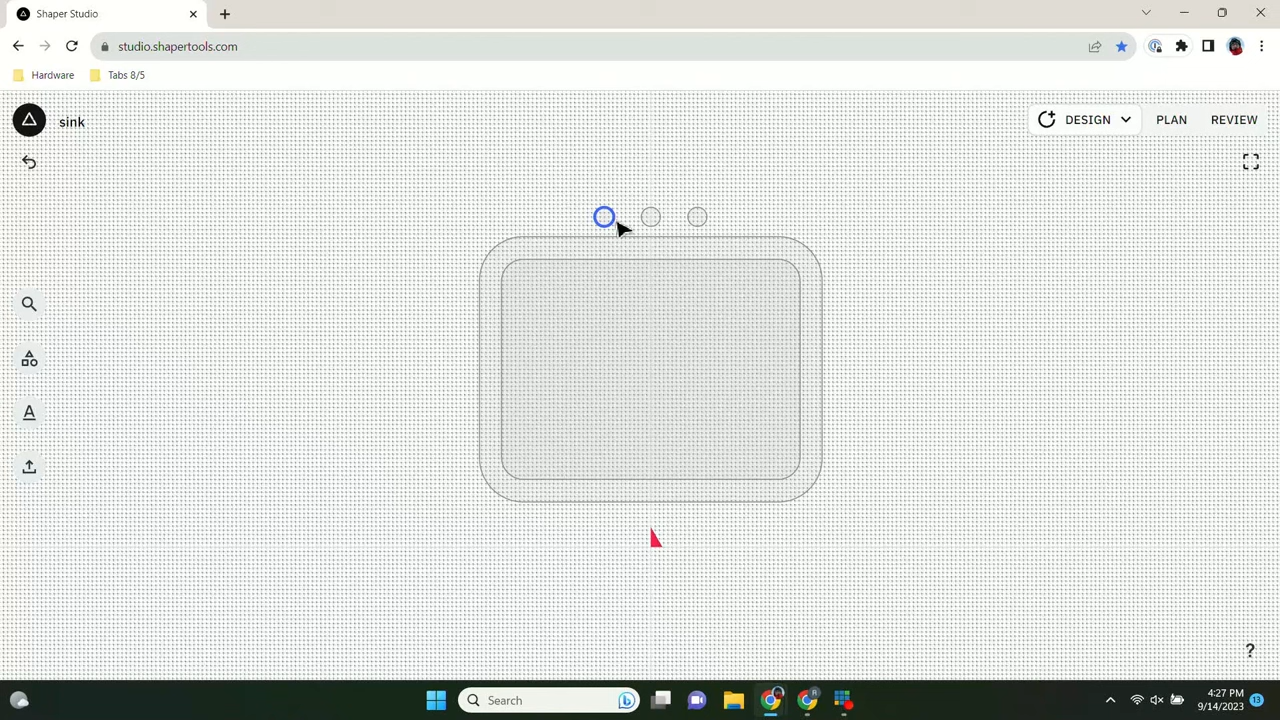 Shaper Studio
studio.shapertools.com
Hardware
Tabs 8/5
sink
DESIGN
PLAN
REVIEW
A
?
Search
R
4:27 PM
9/14/2023
13